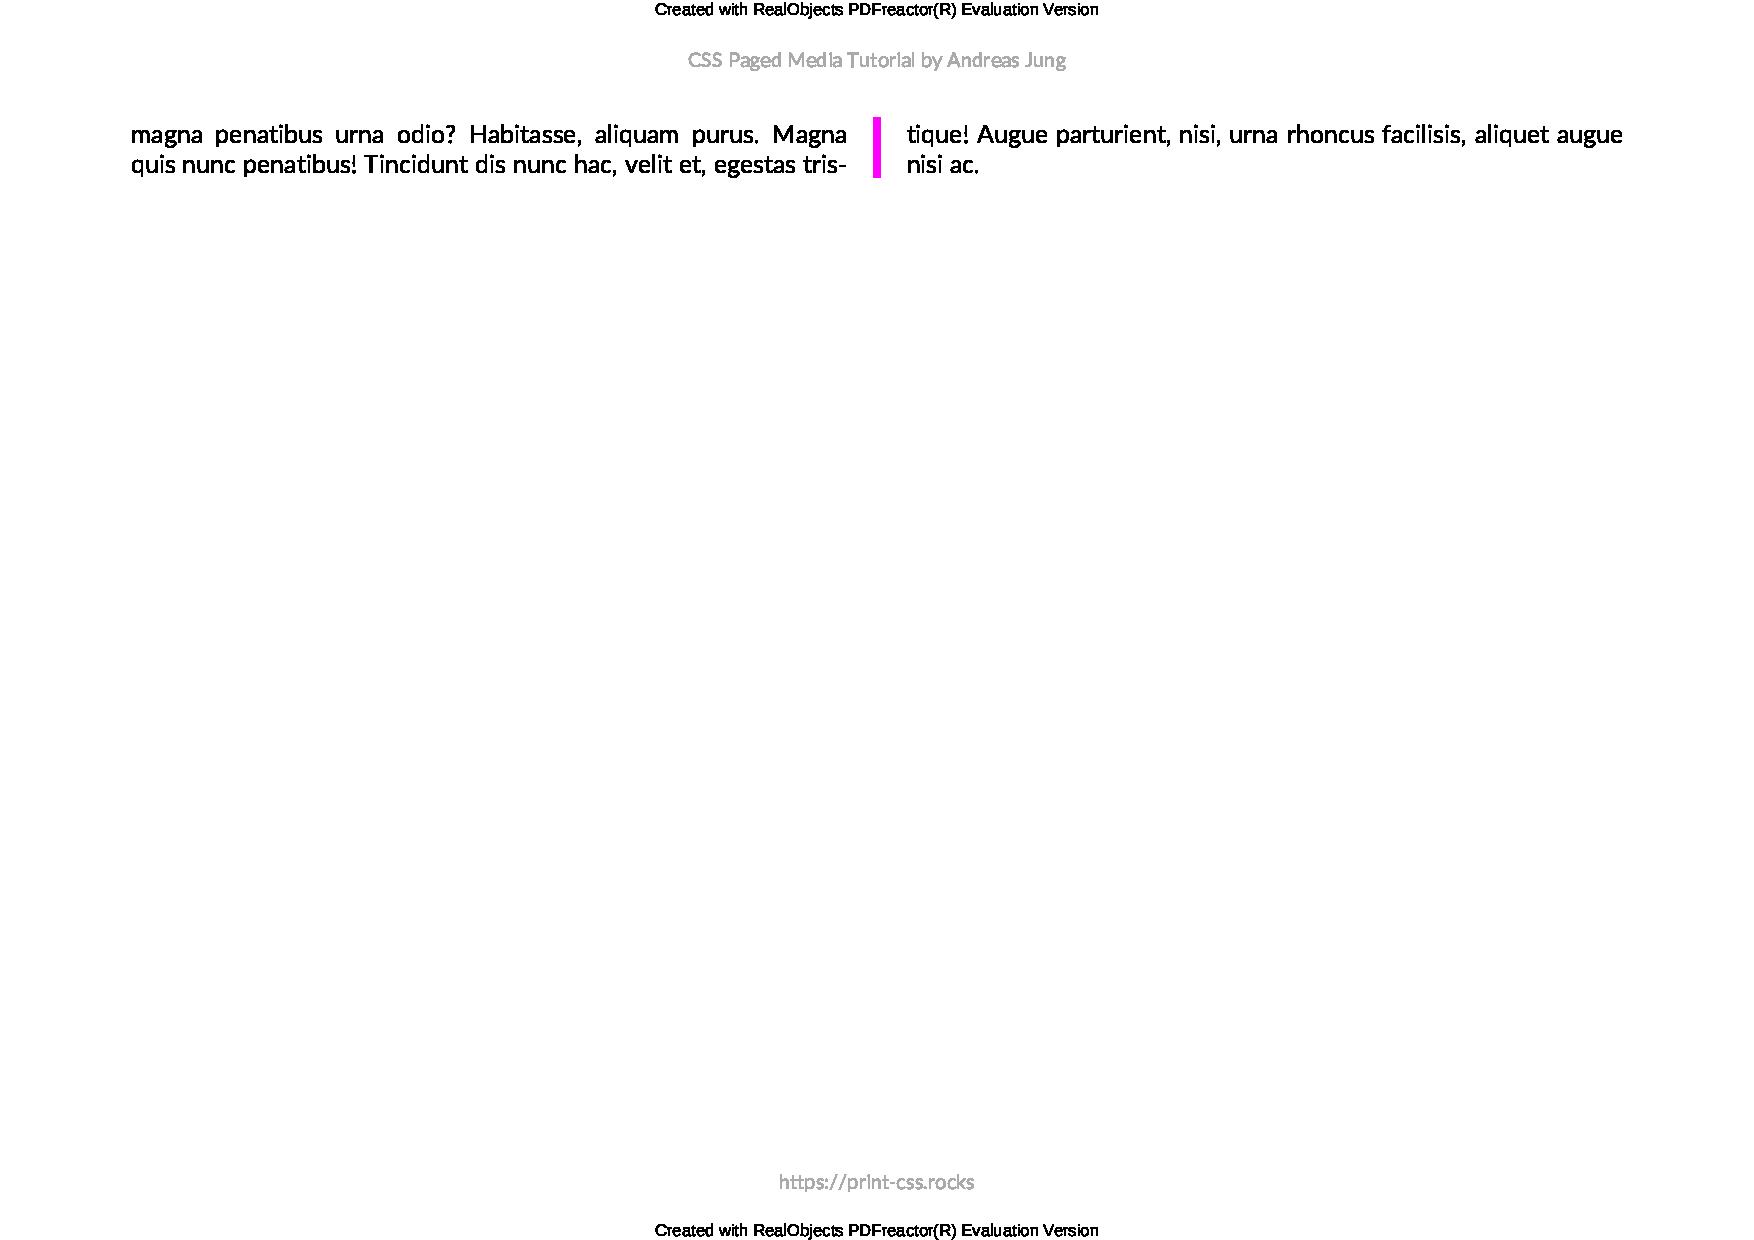 Created with RealObjects PDFreactor(R) Evaluation Version
CSS Paged Media Tutorial by Andreas Jung
magna penatibus urna odio? Habitasse, aliquam purus. Magna
quis nunc penatibus! Tincidunt dis nunc hac, velit et, egestas tris-
tique! Augue parturient, nisi, urna rhoncus facilisis, aliquet augue
nisi ac.
https://print-css.rocks
Created with RealObjects PDFreactor(R) Evaluation Version